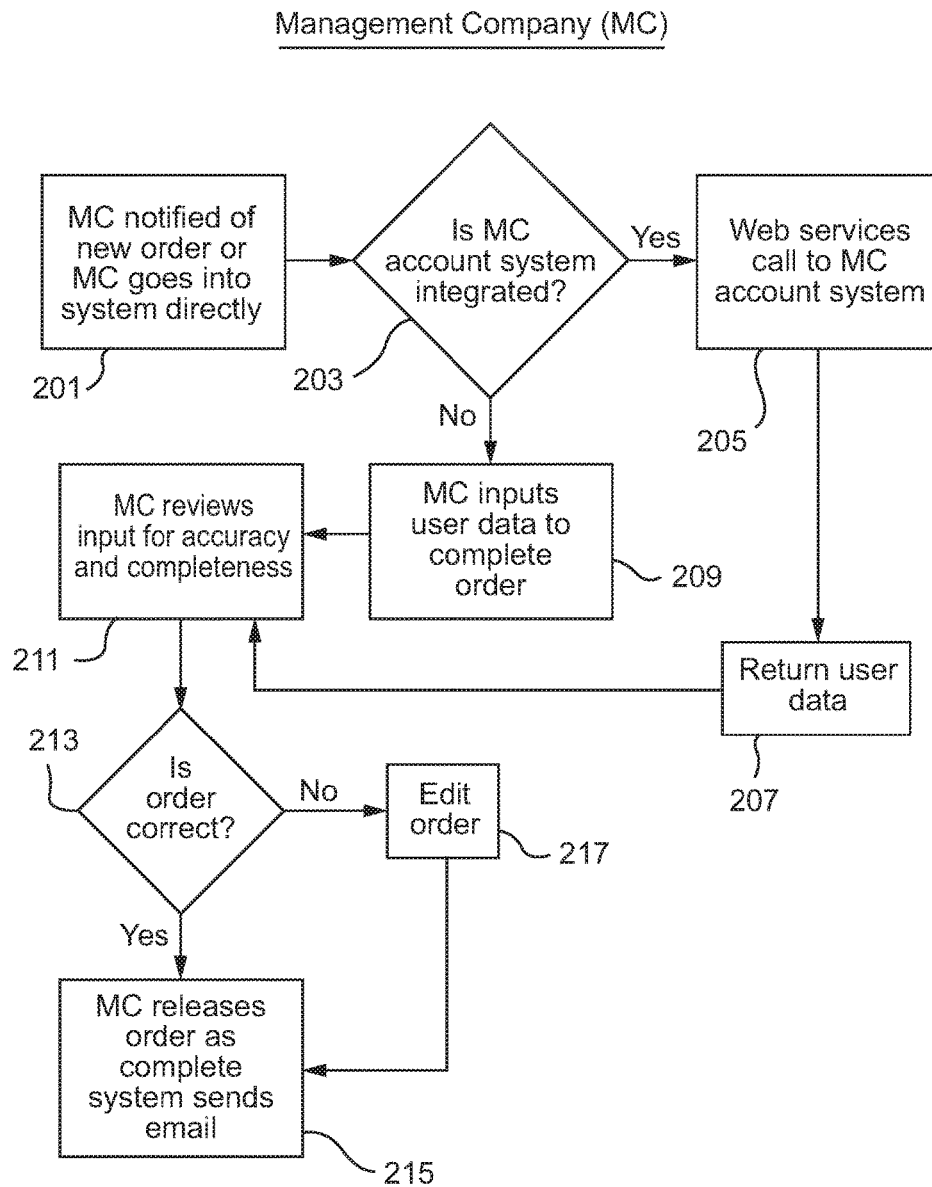 Management Company (MC)
MC notified of
new order or
MC goes into
system directly
201
Is MC
account system
integrated?
203
Yes
No
Web services
call to MC
account system
205
MC reviews
input for accuracy
and completeness
211
MC inputs
user data to
complete
order
209
Return user
data
207
213
Is
order
correct?
No
Yes
Edit
order
217
MC releases
order as
complete
system sends
email
215